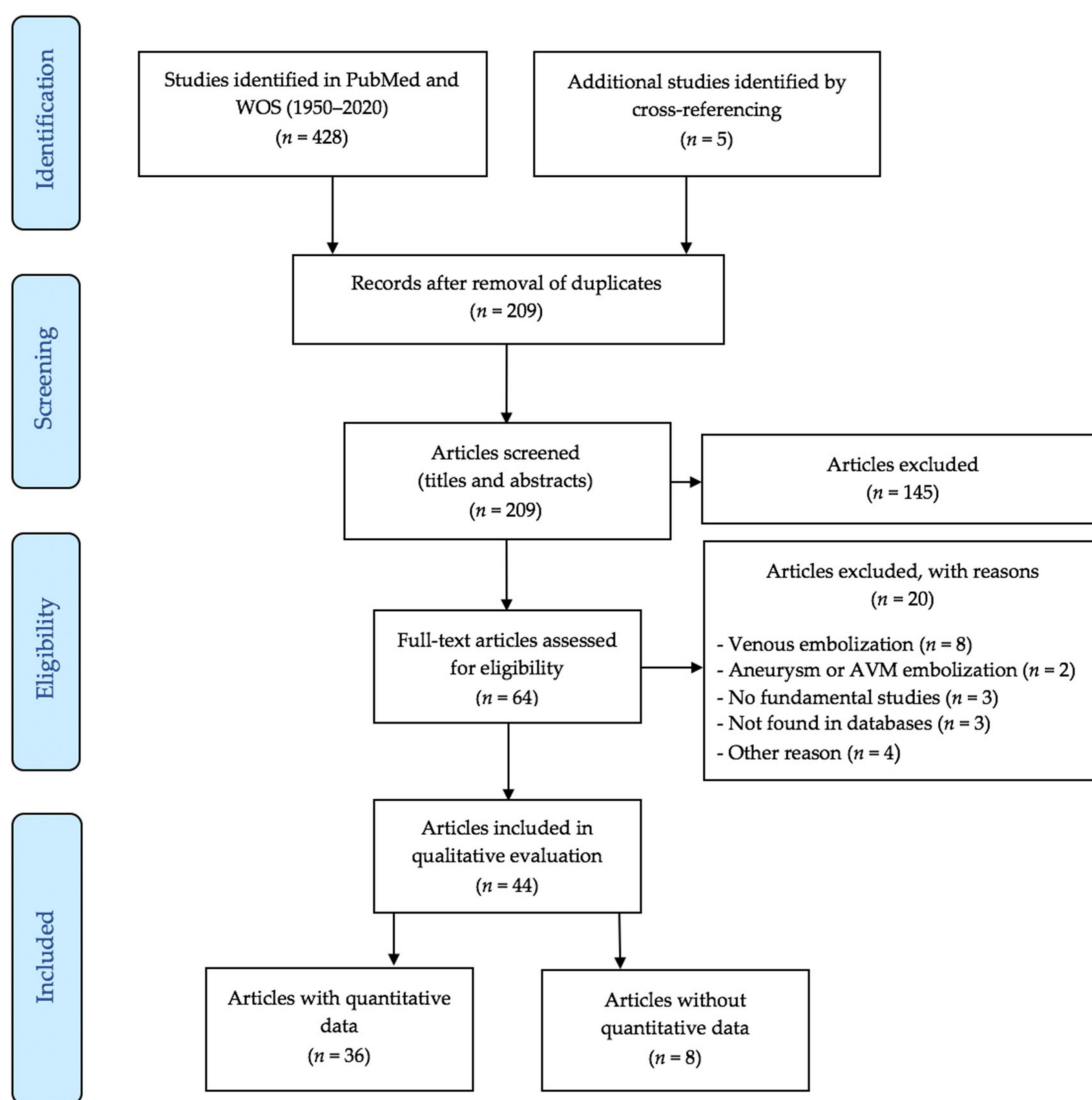 Identification
Studies identified in PubMed and
WOS (1950–2020)
(n = 428)
Additional studies identified by
cross-referencing
(n = 5)
Records after removal of duplicates
(n = 209)
Screening
Articles screened
(titles and abstracts)
(n = 209)
Articles excluded
(n = 145)
Eligibility
Full-text articles assessed
for eligibility
(n = 64)
Articles excluded, with reasons
(n = 20)
- Venous embolization (n = 8)
- Aneurysm or AVM embolization (n = 2)
- No fundamental studies (n = 3)
- Not found in databases (n = 3)
- Other reason (n = 4)
Included
Articles included in
qualitative evaluation
(n = 44)
Articles with quantitative
data
(n = 36)
Articles without
quantitative data
(n = 8)